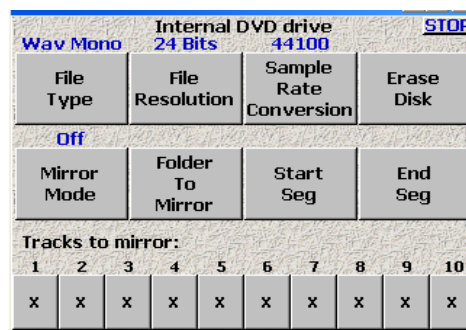 Internal DVD drive STOP
Wav Mono 24 Bits 44100
File Type
File Resolution
Sample Rate Conversion
Erase Disk
Off
Mirror Mode
Folder To Mirror
Start Seg
End Seg
Tracks to mirror:
1 2 3 4 5 6 7 8 9 10
x x x x x x x x x x